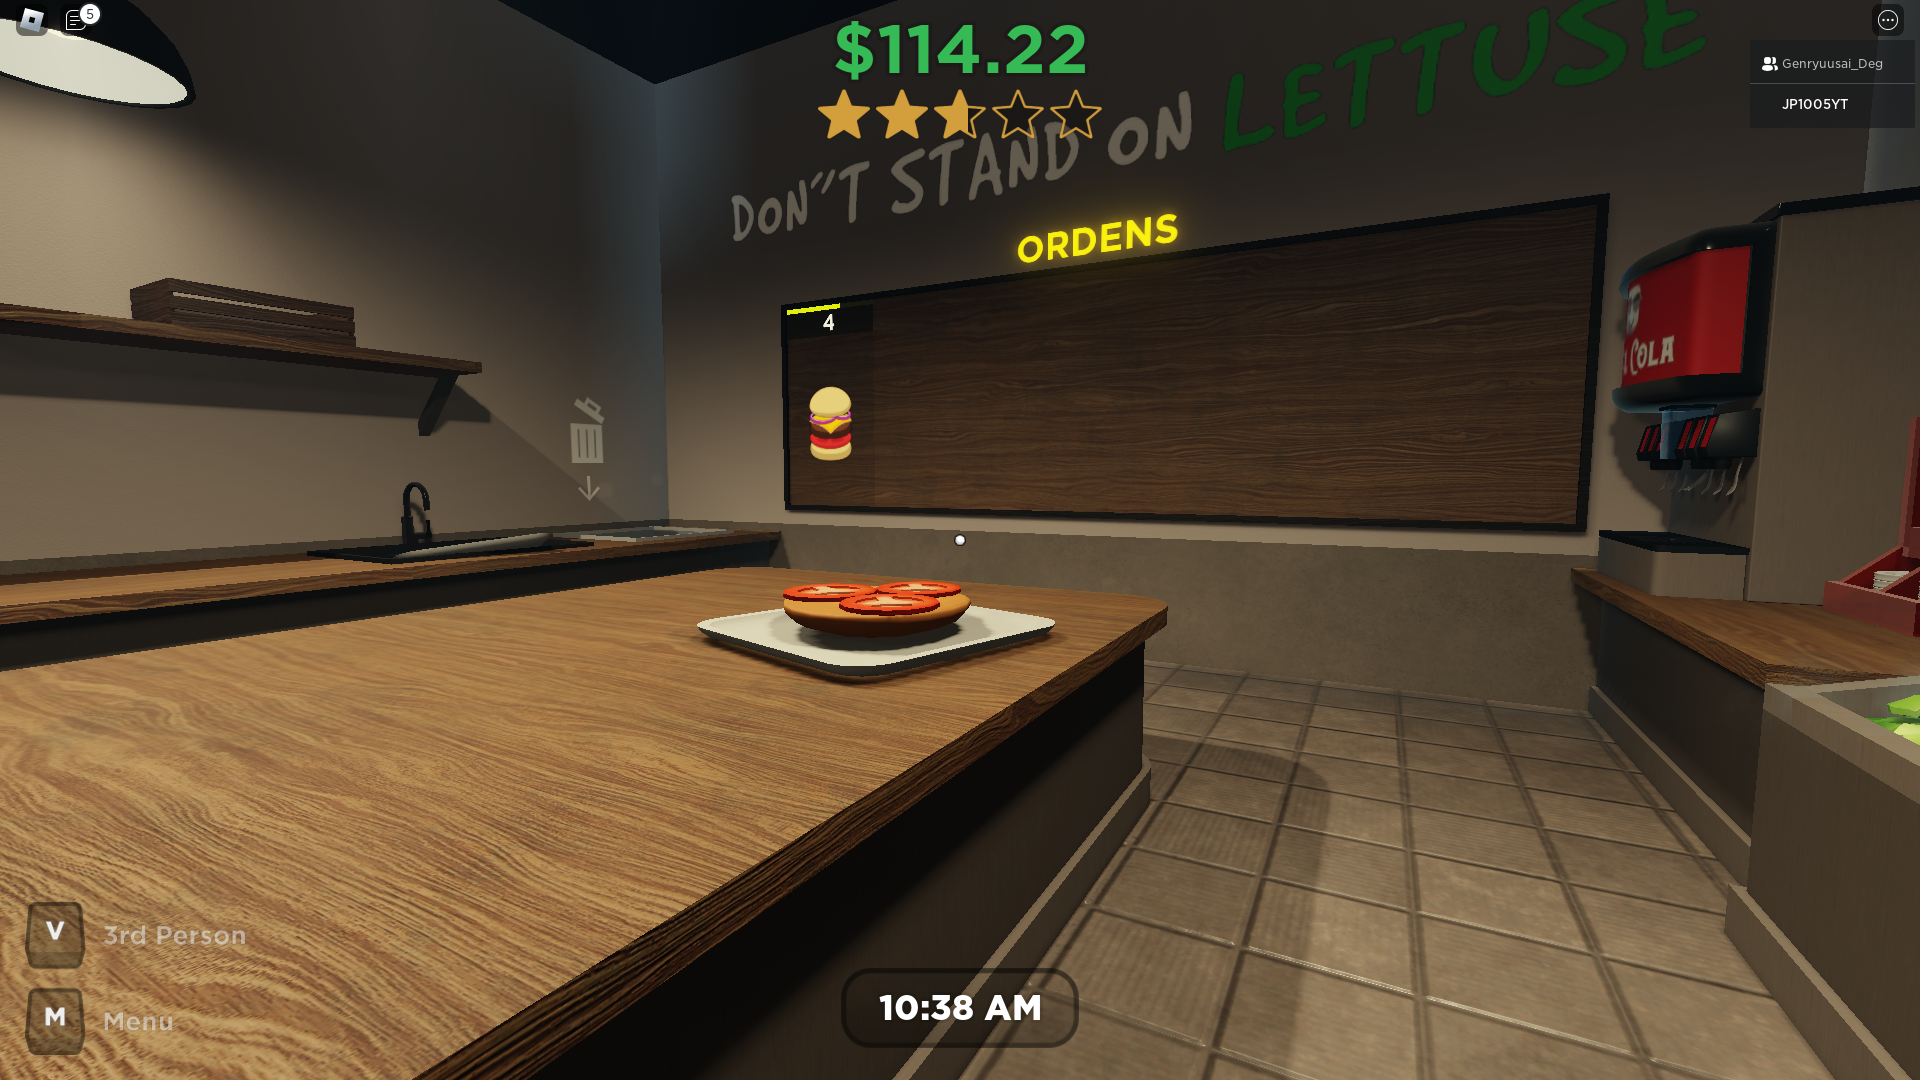 5
$114.22
Genryuusai_Deg
JP1005YT
DON"T STAND ON LETTUSE
ORDENS
4
COLA
V
3rd Person
M
Menu
10:38 AM